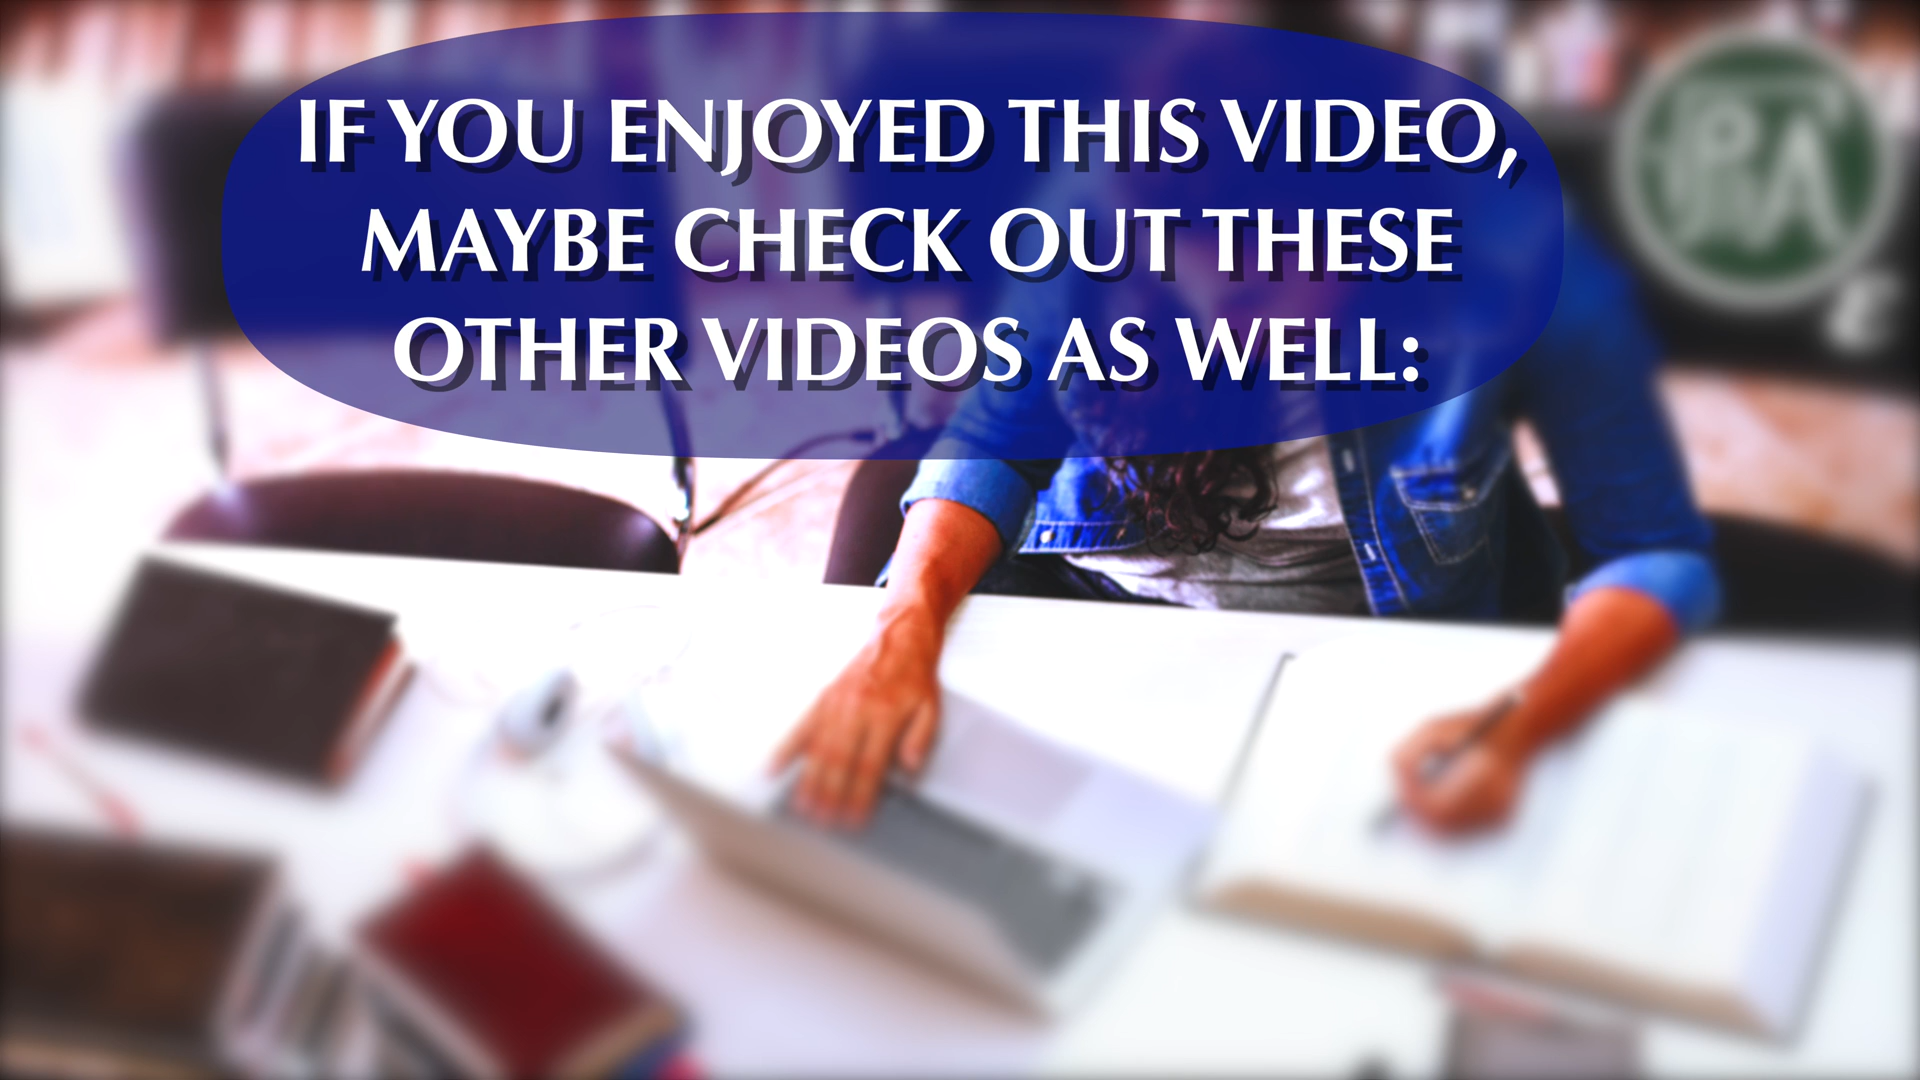 IF YOU ENJOYED THIS VIDEO,
MAYBE CHECK OUT THESE
OTHER VIDEOS AS WELL: